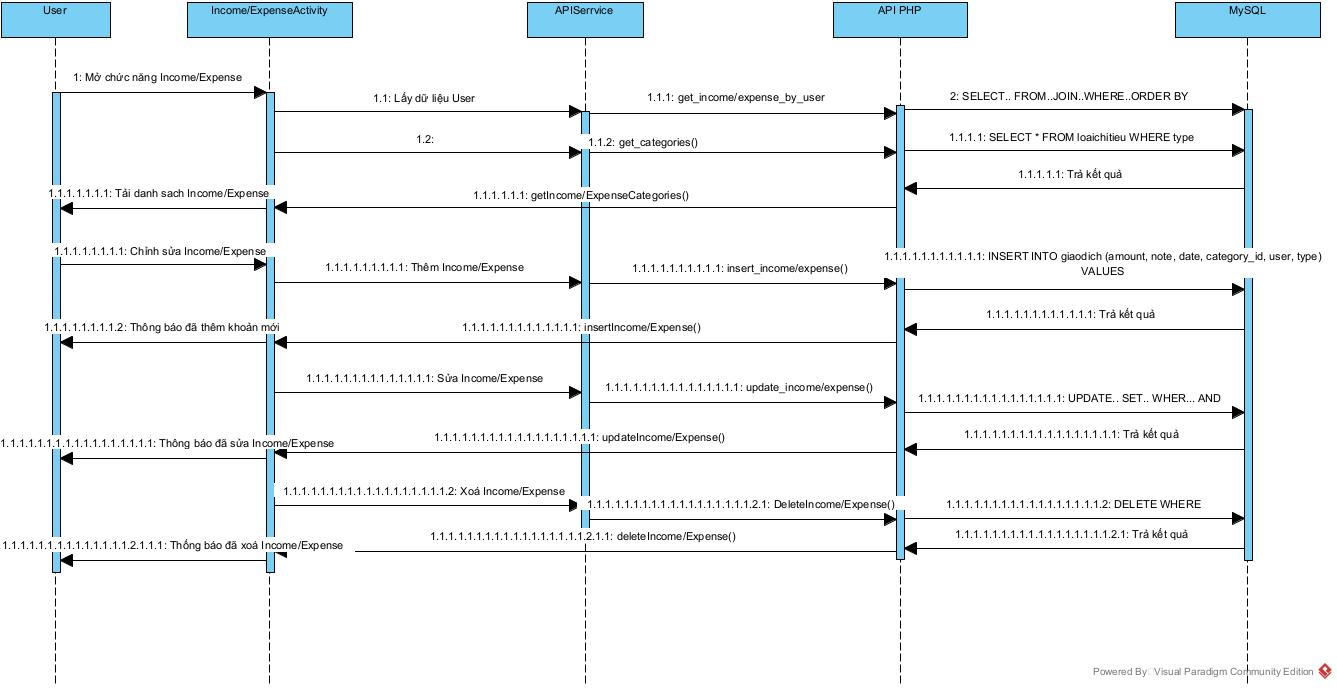 User
Income/ExpenseActivity
APISerrvice
API PHP
MySQL
1: Mở chức năng Income/Expense
1.1: Lấy dữ liệu User
1.1.1: get_income/expense_by_user
2: SELECT.. FROM..JOIN..WHERE..ORDER BY
1.2:
1.1.2: get_categories()
1.1.1.1: SELECT * FROM loaichitieu WHERE type
1.1.1.1.1: Trả kết quả
1.1.1.1.1.1.1: Tải danh sach Income/Expense
1.1.1.1.1.1: getIncome/ExpenseCategories()
1.1.1.1.1.1.1.1: Chỉnh sửa Income/Expense
1.1.1.1.1.1.1.1.1: Thêm Income/Expense
1.1.1.1.1.1.1.1.1.1: insert_income/expense()
1.1.1.1.1.1.1.1.1.1.1: INSERT INTO giaodich (amount, note, date, category_id, user, type)
VALUES
1.1.1.1.1.1.1.1.1.1.1.1: Trả kết quả
1.1.1.1.1.1.1.1.2: Thông báo đã thêm khoản mới
1.1.1.1.1.1.1.1.1.1.1.1.1: insertIncome/Expense()
1.1.1.1.1.1.1.1.1.1.1.1.1.1: Sửa Income/Expense
1.1.1.1.1.1.1.1.1.1.1.1.1.1.1: update_income/expense()
1.1.1.1.1.1.1.1.1.1.1.1.1.1.1.1: UPDATE.. SET.. WHER... AND
1.1.1.1.1.1.1.1.1.1.1.1.1.1.1.1.1: Trả kết quả
1.1.1.1.1.1.1.1.1.1.1.1.1.1.1.1.1: Thông báo đã sửa Income/Expense
1.1.1.1.1.1.1.1.1.1.1.1.1.1.1.1.1.1: updateIncome/Expense()
1.1.1.1.1.1.1.1.1.1.1.1.1.1.1.1.1.1.2: Xoá Income/Expense
1.1.1.1.1.1.1.1.1.1.1.1.1.1.1.1.1.1.2.1: DeleteIncome/Expense()
1.1.1.1.1.1.1.1.1.1.1.1.1.1.1.1.1.2: DELETE WHERE
1.1.1.1.1.1.1.1.1.1.1.1.1.1.1.1.1.2.1: Trả kết quả
1.1.1.1.1.1.1.1.1.1.1.1.1.1.2.1.1.1: Thống báo đã xoá Income/Expense
1.1.1.1.1.1.1.1.1.1.1.1.1.1.1.1.1.2.1.1: deleteIncome/Expense()
Powered By Visual Paradigm Community Edition